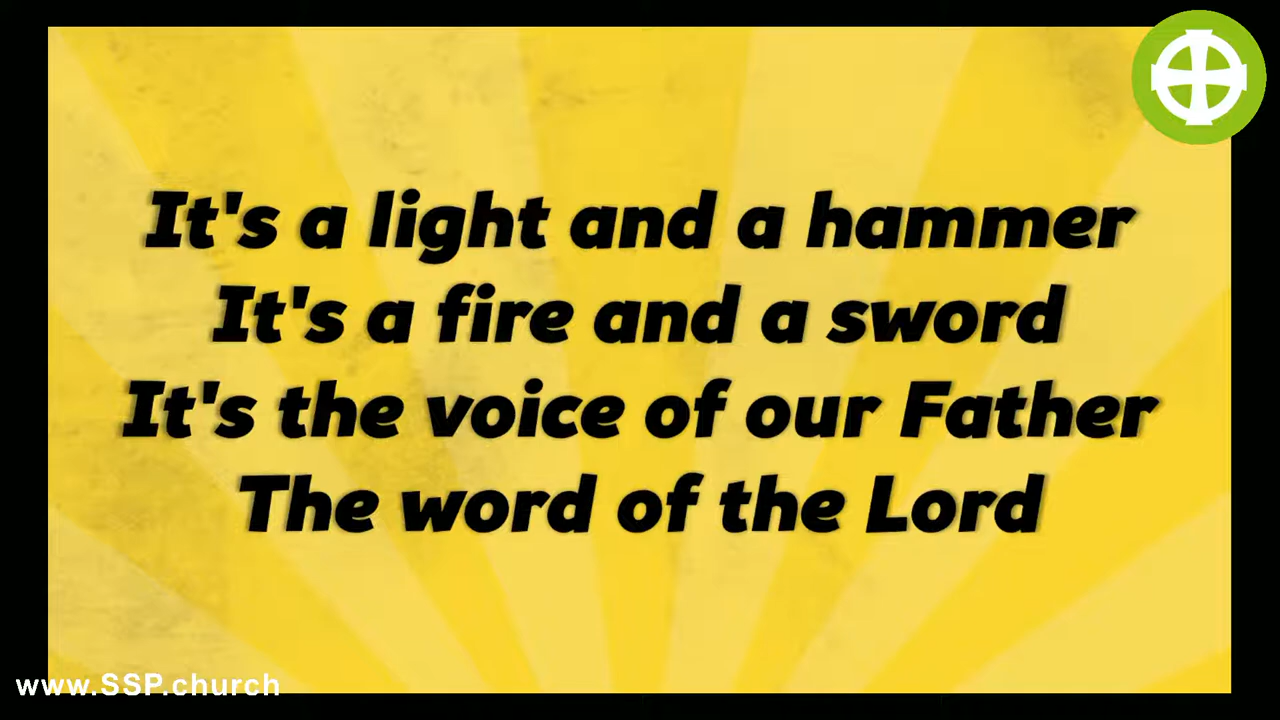 It's a light and a hammer
It's a fire and a sword
It's the voice of our Father
The word of the Lord
www.SSP.church